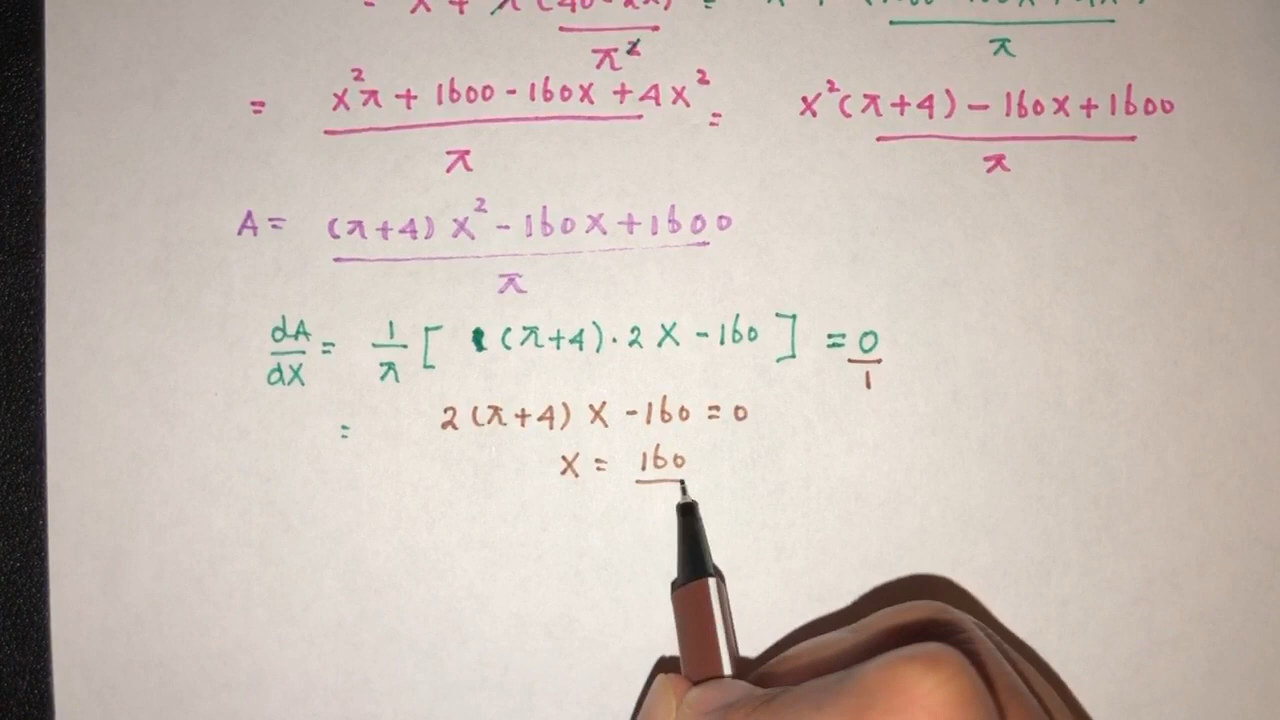 π² π
= x²π + 1600 - 160x + 4x² / π = x²(π+4) - 160x + 1600 / π
A = (π+4) x² - 160x + 1600 / π
dA/dx = 1/π [ (π+4) · 2x - 160 ] = 0/1
= 2(π+4) x - 160 = 0
x = 160